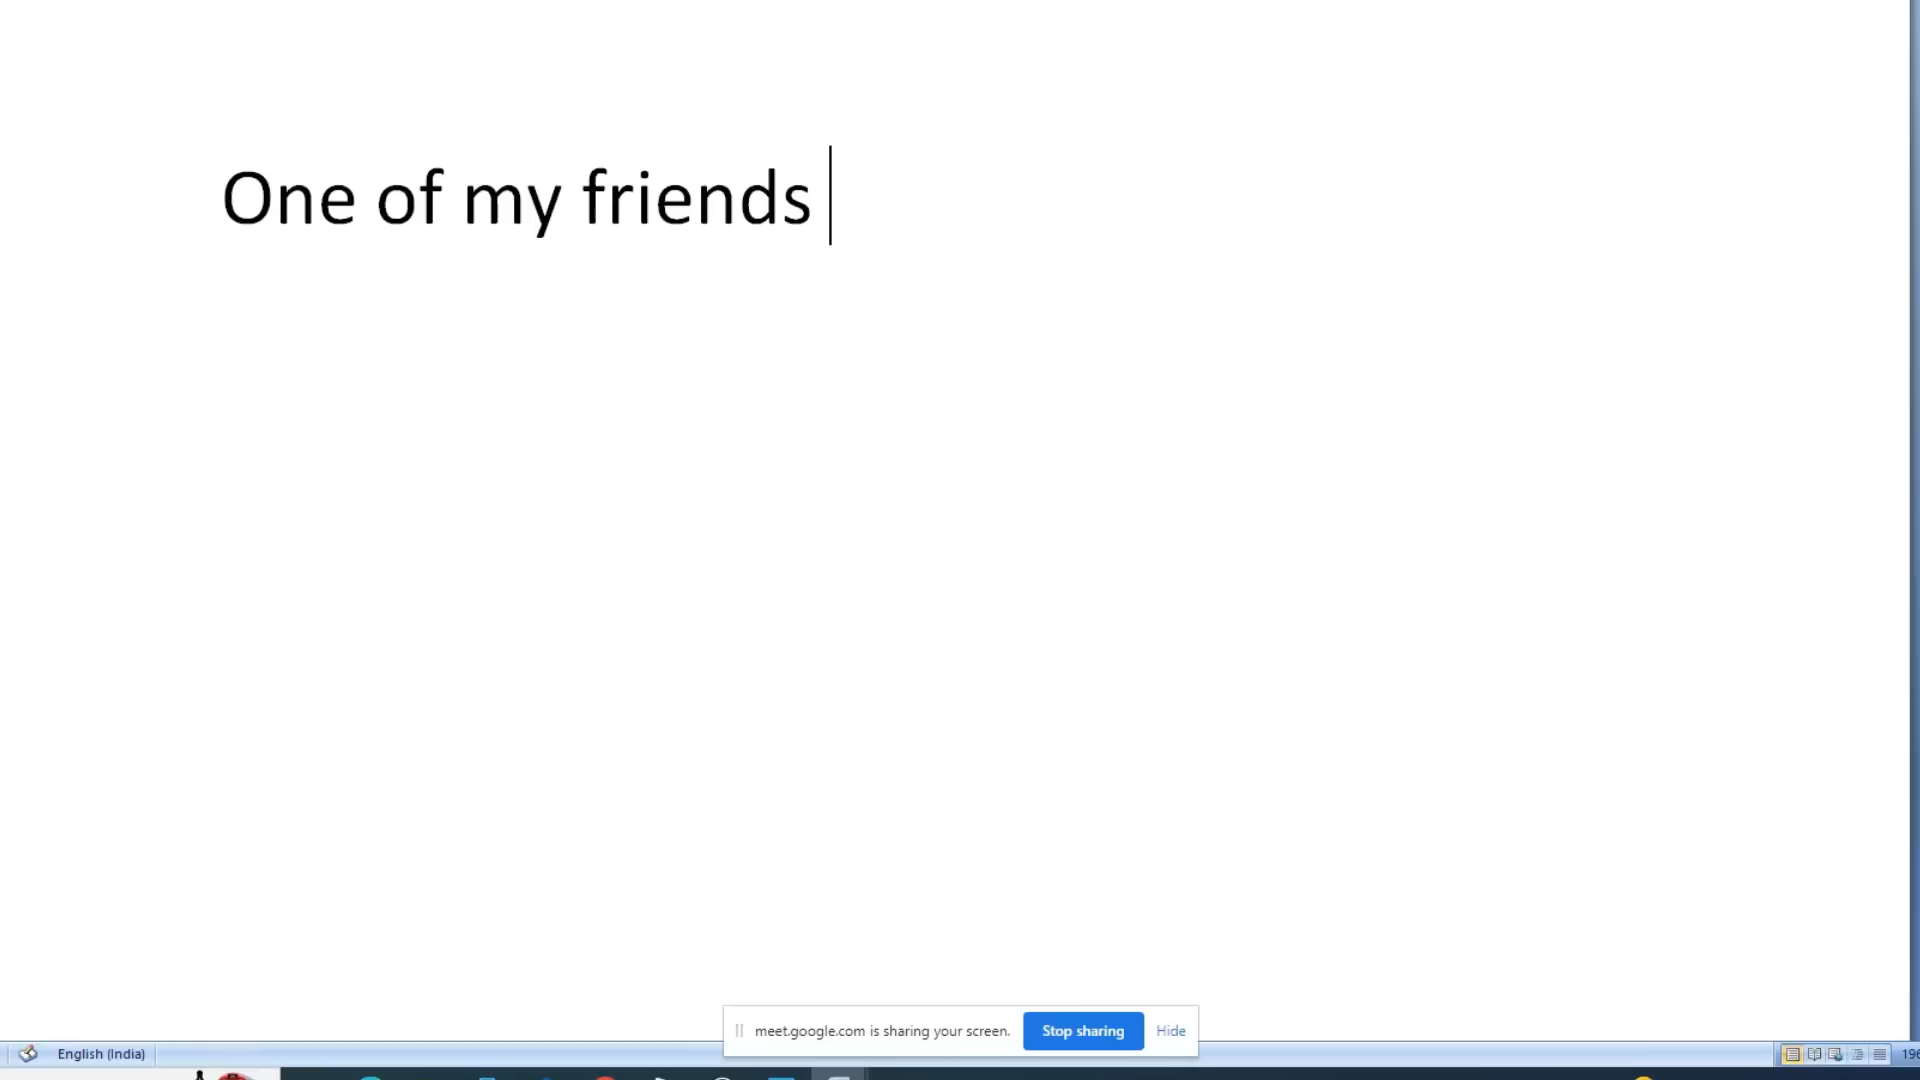 One of my friends
meet.google.com is sharing your screen. Stop sharing Hide
English (India)